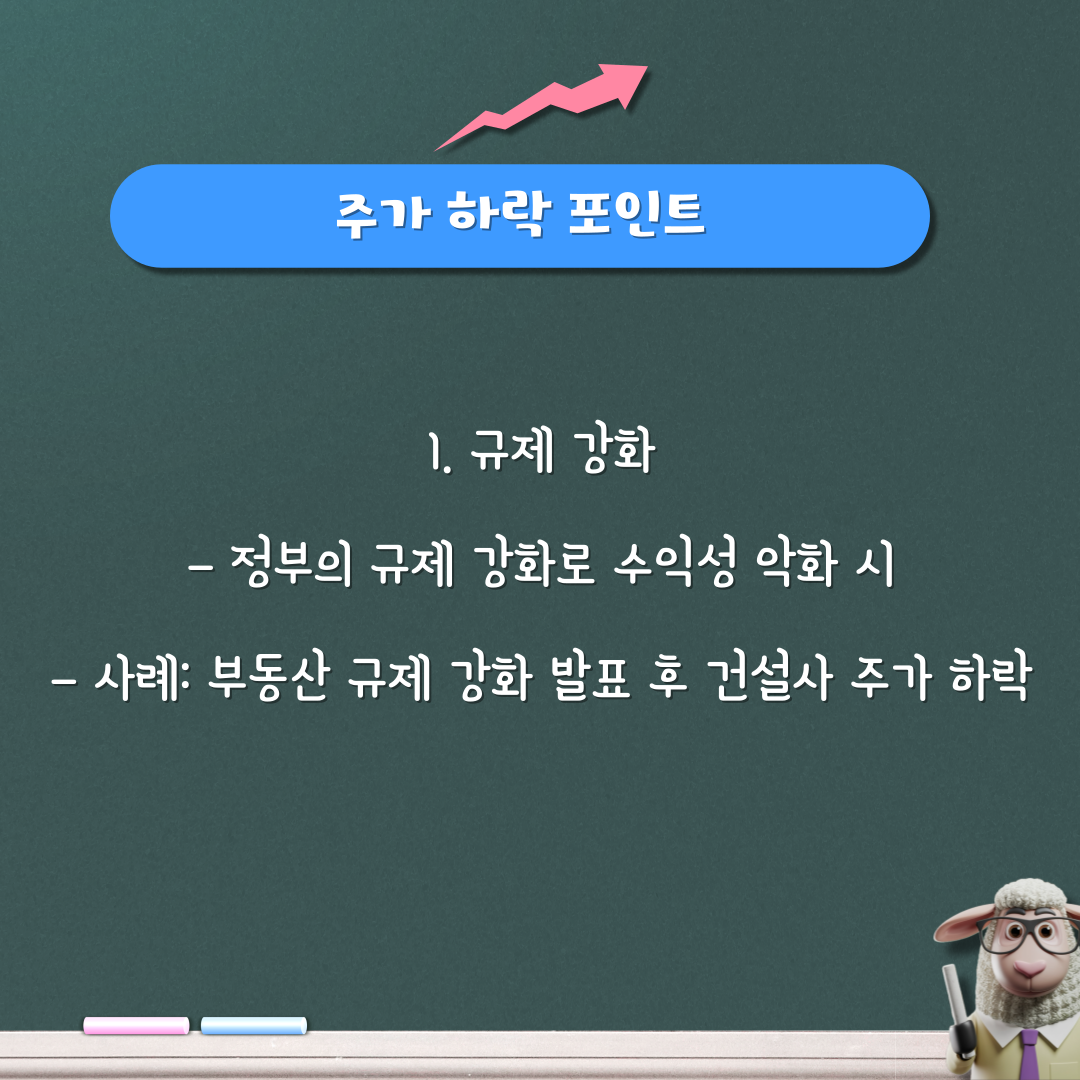 주가 하락 포인트
1. 규제 강화
- 정부의 규제 강화로 수익성 악화 시
- 사례: 부동산 규제 강화 발표 후 건설사 주가 하락